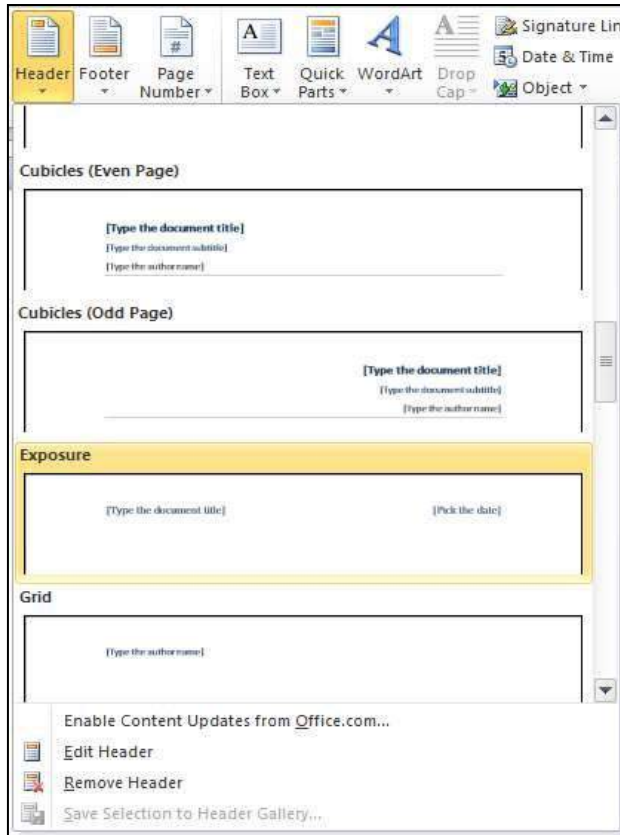 Header Footer Page Number Text Box Quick Parts WordArt Drop Cap
Signature Lin
Date & Time
Object
Cubicles (Even Page)
[Type the document title]
[Type the document subtitle]
[Type the author name]
Cubicles (Odd Page)
[Type the document title]
[Type the document subtitle]
[Type the author name]
Exposure
[Type the document title] [Pick the date]
Grid
[Type the author name]
Enable Content Updates from Office.com...
Edit Header
Remove Header
Save Selection to Header Gallery...